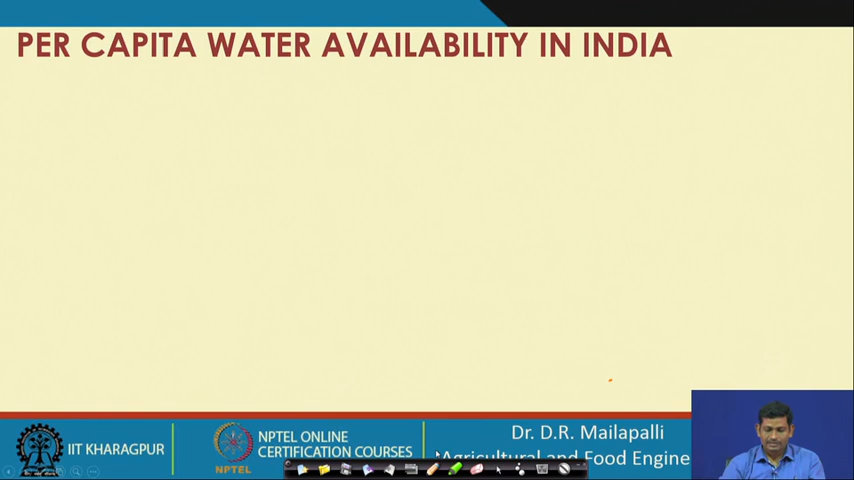 PER CAPITA WATER AVAILABILITY IN INDIA
IIT KHARAGPUR
NPTEL
NPTEL ONLINE
CERTIFICATION COURSES
Dr. D.R. Mailapalli
Agricultural and Food Engine